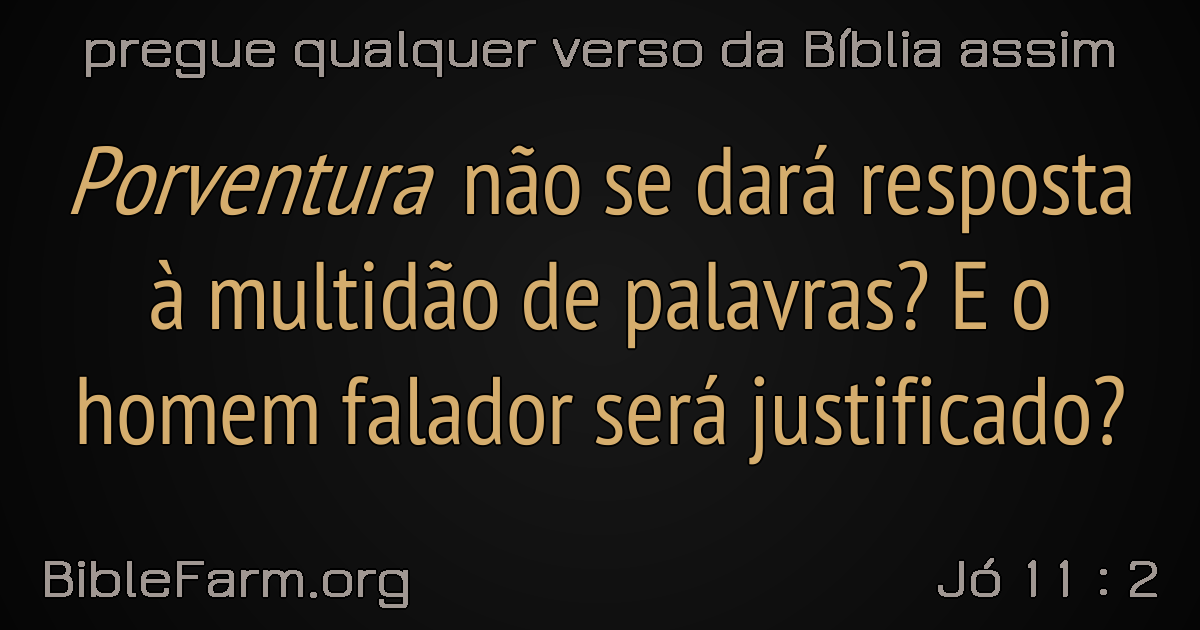 pregue qualquer verso da Bíblia assim
Porventura não se dará resposta
à multidão de palavras? E o
homem falador será justificado?
BibleFarm.org
Jó 11 : 2